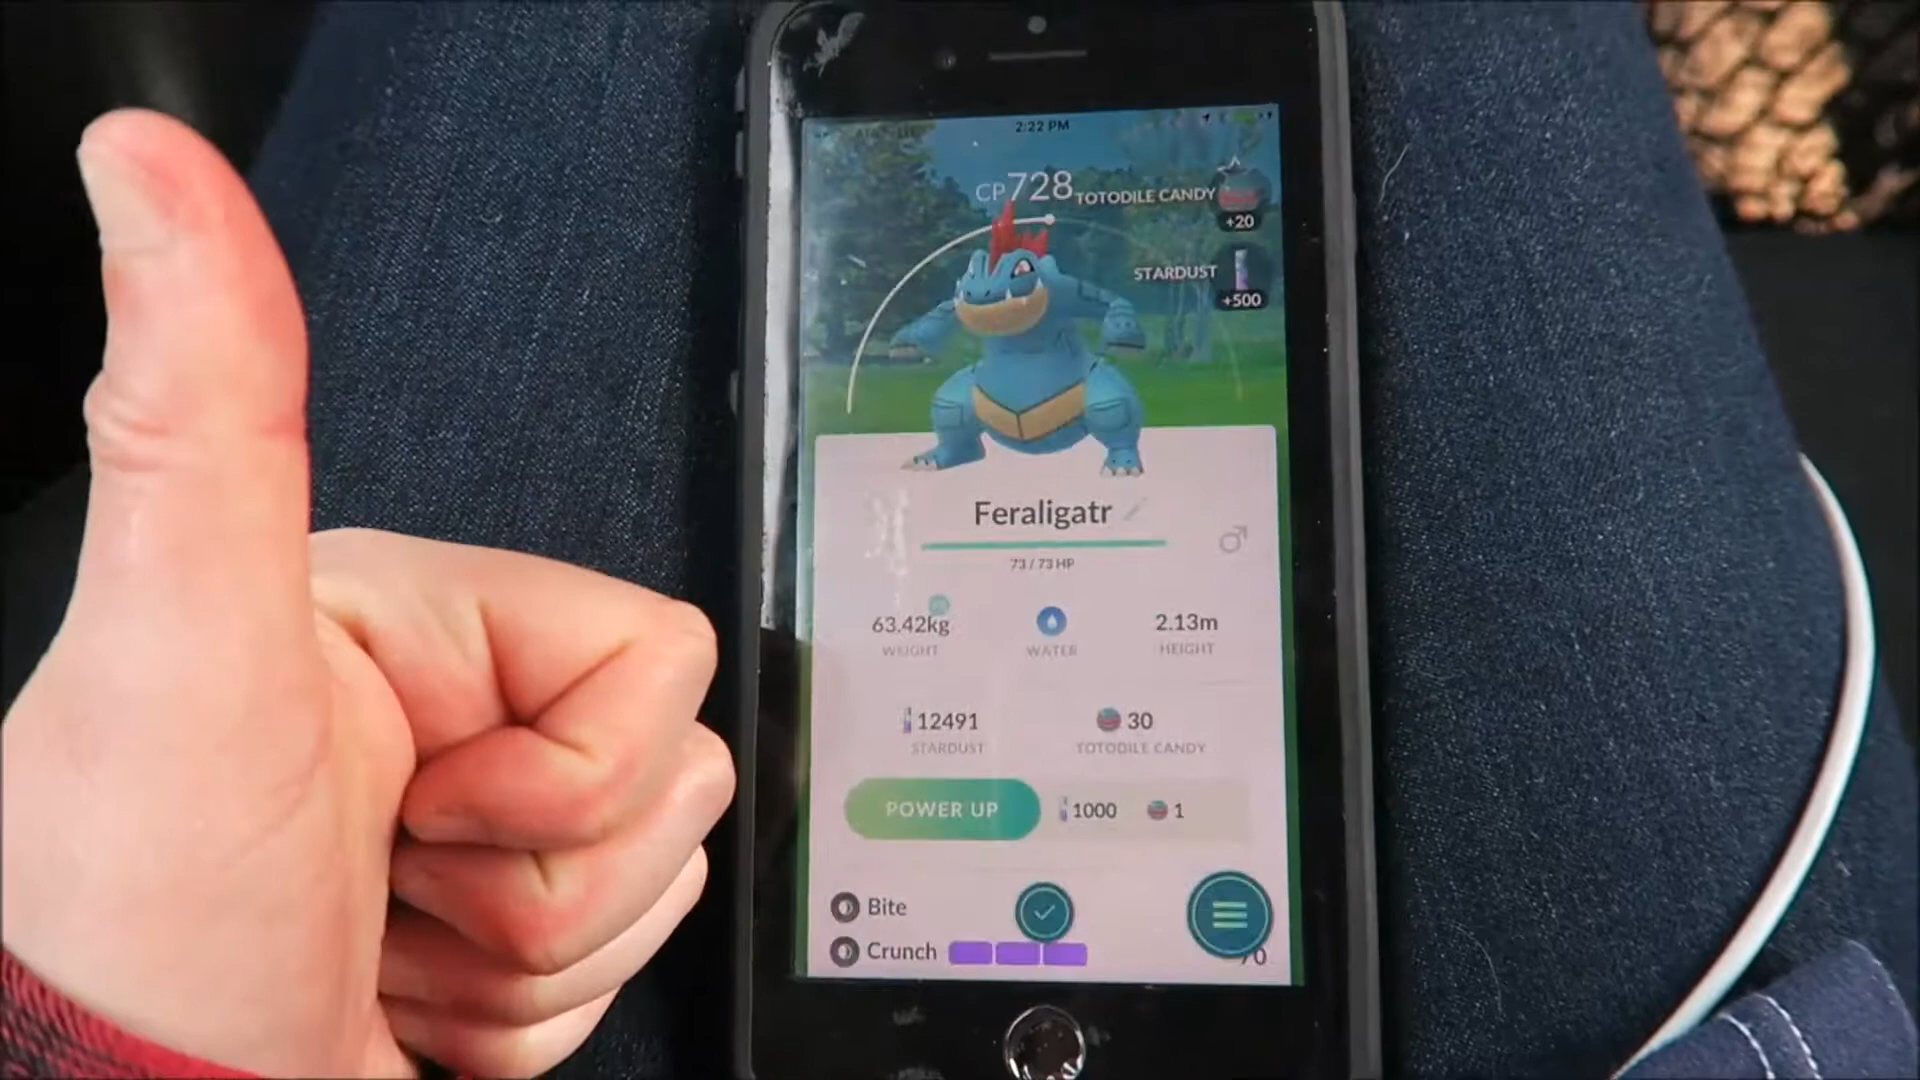 2:22 PM
CP728
TOTODILE CANDY
+20
STARDUST
+500
Feraligatr
73 / 73 HP
63.42kg
WEIGHT
WATER
2.13m
HEIGHT
12491
STARDUST
30
TOTODILE CANDY
POWER UP
1000
1
Bite
Crunch
70